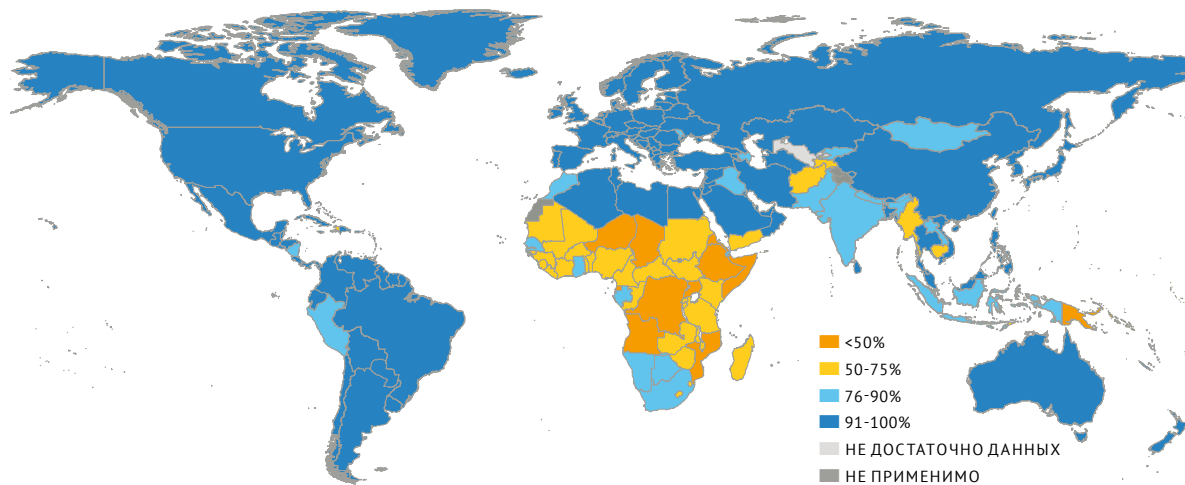 <50%
50-75%
76-90%
91-100%
НЕ ДОСТАТОЧНО ДАННЫХ
НЕ ПРИМЕНИМО